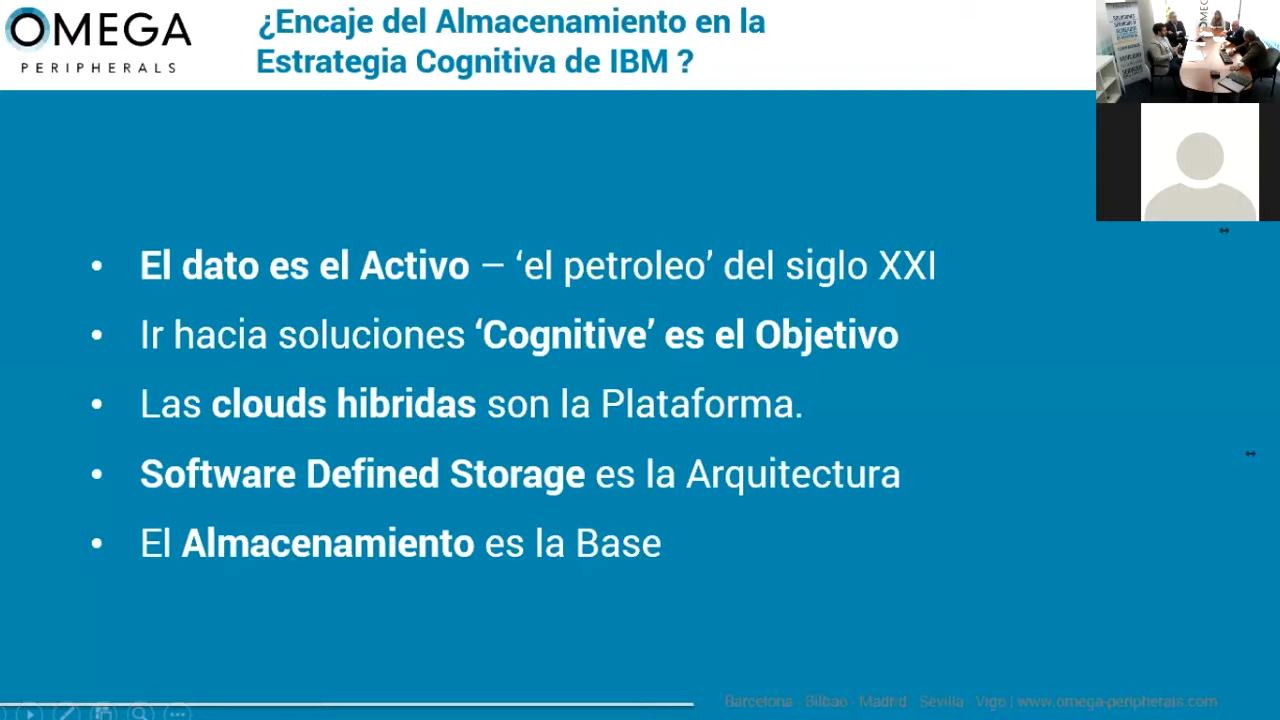 OMEGA
PERIPHERALS
¿Encaje del Almacenamiento en la
Estrategia Cognitiva de IBM ?
• El dato es el Activo – ‘el petroleo’ del siglo XXI
• Ir hacia soluciones ‘Cognitive’ es el Objetivo
• Las clouds hibridas son la Plataforma.
• Software Defined Storage es la Arquitectura
• El Almacenamiento es la Base
Barcelona · Bilbao · Madrid · Sevilla · Vigo | www.omega-peripherals.com